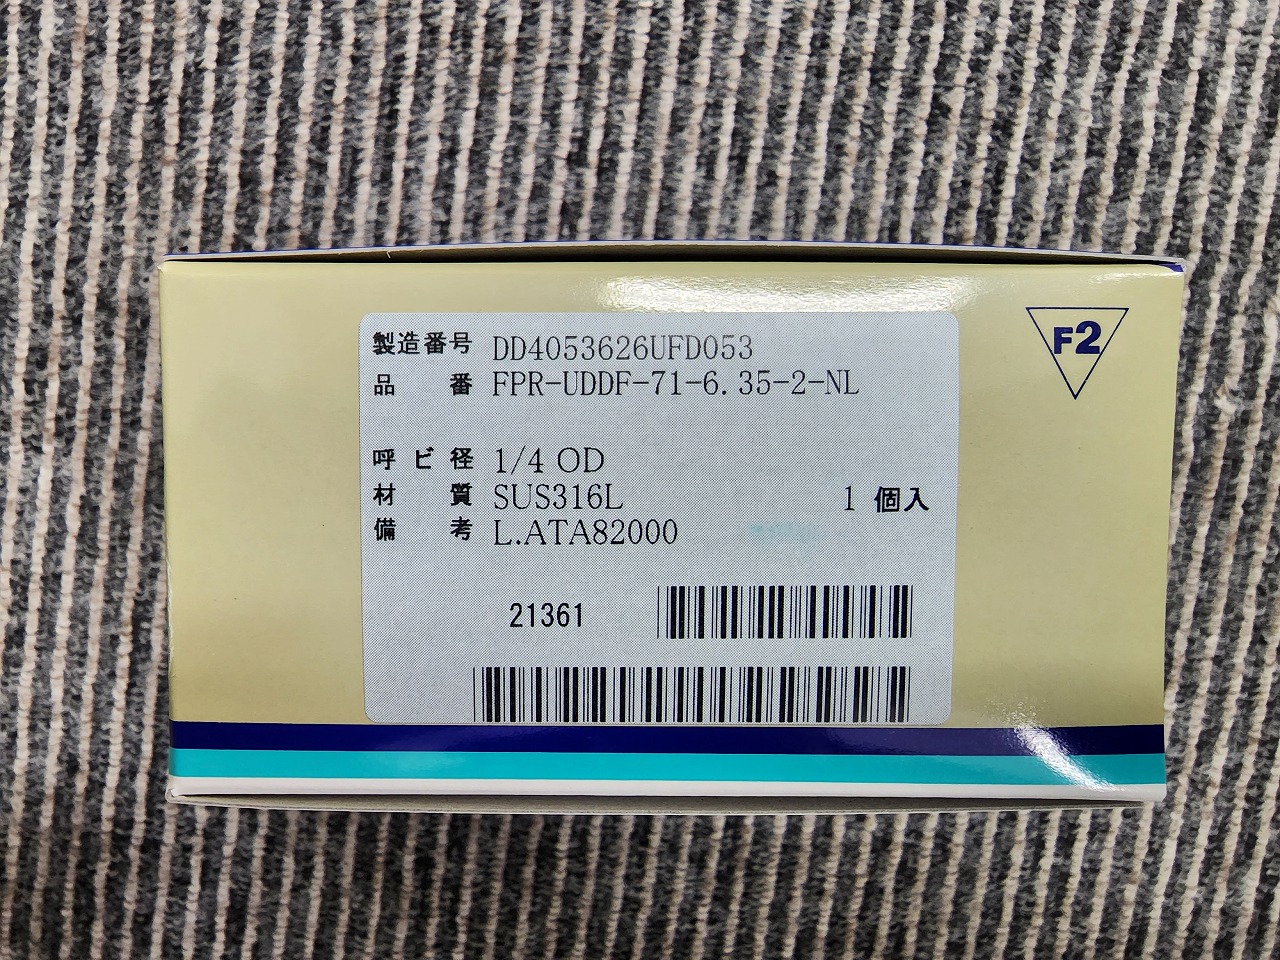 F2
製造番号 DD4053626UFD053
品番 FPR-UDDF-71-6.35-2-NL
呼ビ径 1/4 OD
材質 SUS316L 1 個入
備考 L.ATA82000
21361